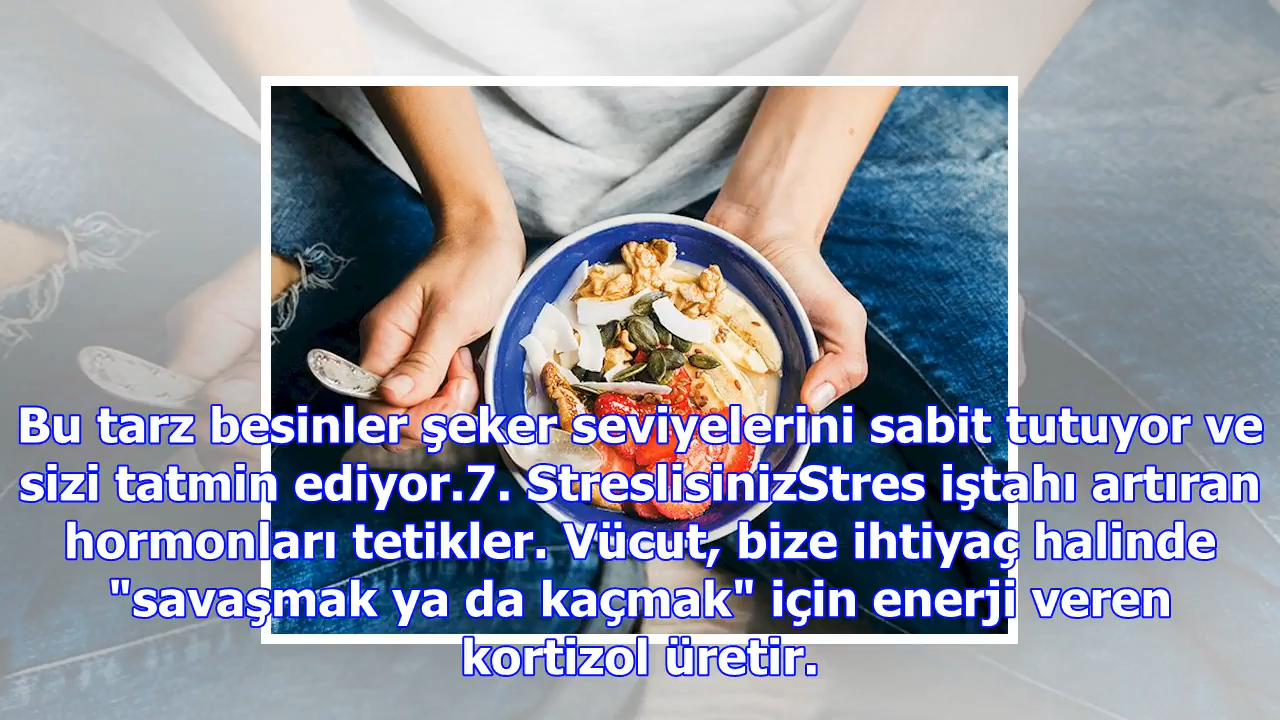 Bu tarz besinler şeker seviyelerini sabit tutuyor ve
sizi tatmin ediyor.7. StreslisinizStres iştahı artıran
hormonları tetikler. Vücut, bize ihtiyaç halinde
"savaşmak ya da kaçmak" için enerji veren
kortizol üretir.